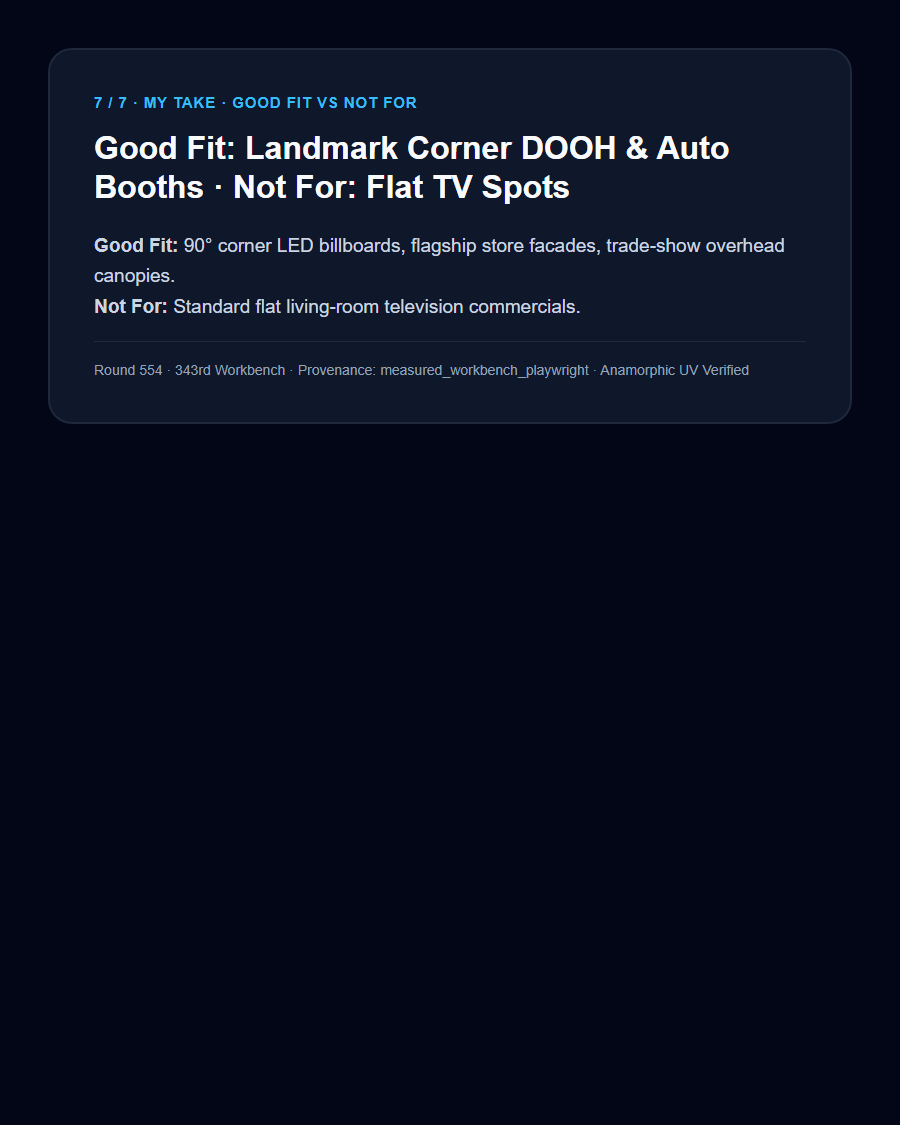 7 / 7 · MY TAKE · GOOD FIT VS NOT FOR
Good Fit: Landmark Corner DOOH & Auto
Booths · Not For: Flat TV Spots
Good Fit: 90° corner LED billboards, flagship store facades, trade-show overhead
canopies.
Not For: Standard flat living-room television commercials.
Round 554 · 343rd Workbench · Provenance: measured_workbench_playwright · Anamorphic UV Verified